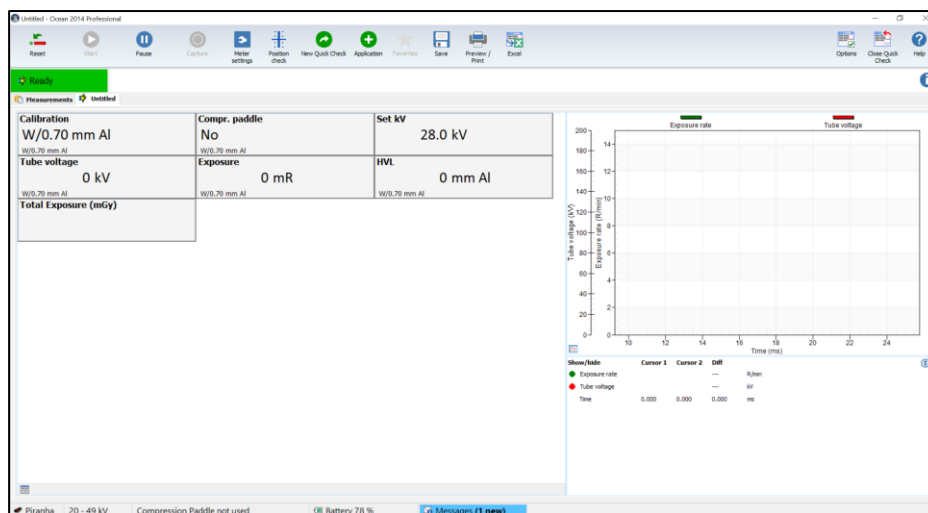 Untitled - Ocean 2014 Professional
Reset Start Pause Capture Meter settings Position check New Quick Check Application Favorites Save Preview / Print Excel Options Close Quick Check Help
Ready
Measurements Untitled
Calibration Compr. paddle Set kV
W/0.70 mm Al No 28.0 kV
W/0.70 mm Al W/0.70 mm Al
Tube voltage Exposure HVL
0 kV 0 mR 0 mm Al
W/0.70 mm Al W/0.70 mm Al W/0.70 mm Al
Total Exposure (mGy)
Exposure rate Tube voltage
200
180
160
140
120
100
80
60
40
20
0
Tube voltage (kV)
14
12
10
8
6
4
2
0
Exposure rate (R/min)
10 12 14 16 18 20 22 24
Time (ms)
Show/hide Cursor 1 Cursor 2 Diff
Exposure rate --- R/min
Tube voltage --- kV
Time 0.000 0.000 0.000 ms
Piranha 20 - 49 kV Compression Paddle not used Battery 78 % Messages (1 new)